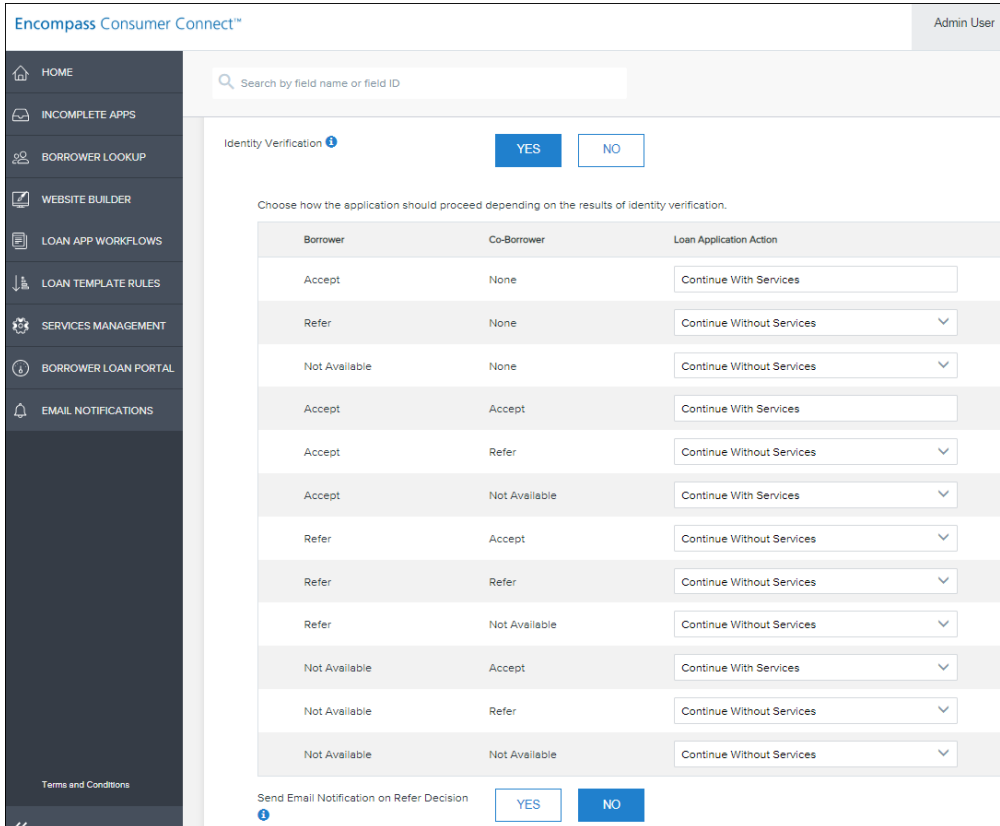 Encompass Consumer Connect™
Admin User
HOME
INCOMPLETE APPS
BORROWER LOOKUP
WEBSITE BUILDER
LOAN APP WORKFLOWS
LOAN TEMPLATE RULES
SERVICES MANAGEMENT
BORROWER LOAN PORTAL
EMAIL NOTIFICATIONS
Terms and Conditions
Search by field name or field ID
Identity Verification
YES NO
Choose how the application should proceed depending on the results of identity verification.
Borrower Co-Borrower Loan Application Action
Accept None Continue With Services
Refer None Continue Without Services
Not Available None Continue Without Services
Accept Accept Continue With Services
Accept Refer Continue Without Services
Accept Not Available Continue With Services
Refer Accept Continue Without Services
Refer Refer Continue Without Services
Refer Not Available Continue Without Services
Not Available Accept Continue With Services
Not Available Refer Continue Without Services
Not Available Not Available Continue Without Services
Send Email Notification on Refer Decision
YES NO